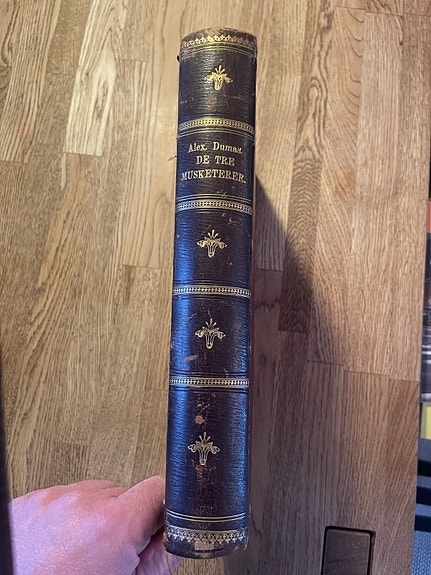 Alex. Dumas.
DE TRE
MUSKETERER.